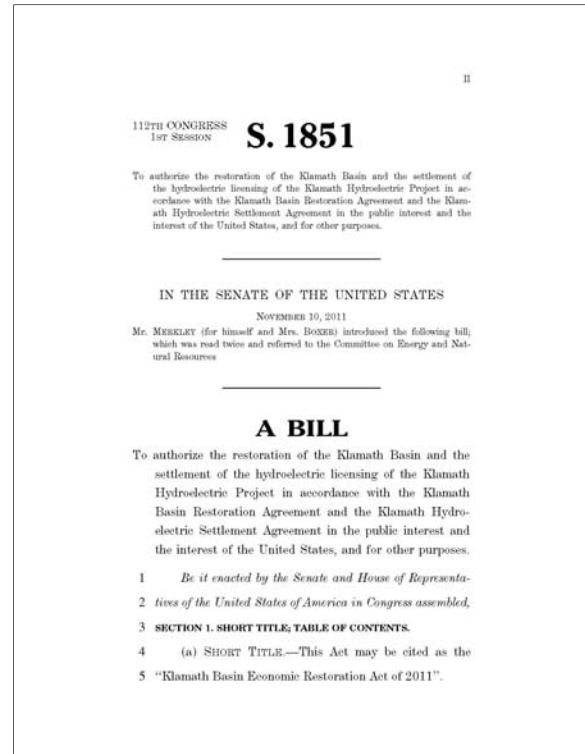 II
112TH CONGRESS
1ST SESSION
S. 1851
To authorize the restoration of the Klamath Basin and the settlement of
the hydroelectric licensing of the Klamath Hydroelectric Project in ac-
cordance with the Klamath Basin Restoration Agreement and the Klam-
ath Hydroelectric Settlement Agreement in the public interest and the
interest of the United States, and for other purposes.
IN THE SENATE OF THE UNITED STATES
NOVEMBER 10, 2011
Mr. MERKLEY (for himself and Mrs. BOXER) introduced the following bill;
which was read twice and referred to the Committee on Energy and Nat-
ural Resources
A BILL
To authorize the restoration of the Klamath Basin and the
settlement of the hydroelectric licensing of the Klamath
Hydroelectric Project in accordance with the Klamath
Basin Restoration Agreement and the Klamath Hydro-
electric Settlement Agreement in the public interest and
the interest of the United States, and for other purposes.
1 Be it enacted by the Senate and House of Representa-
2 tives of the United States of America in Congress assembled,
3 SECTION 1. SHORT TITLE; TABLE OF CONTENTS.
4 (a) SHORT TITLE.—This Act may be cited as the
5 “Klamath Basin Economic Restoration Act of 2011”.